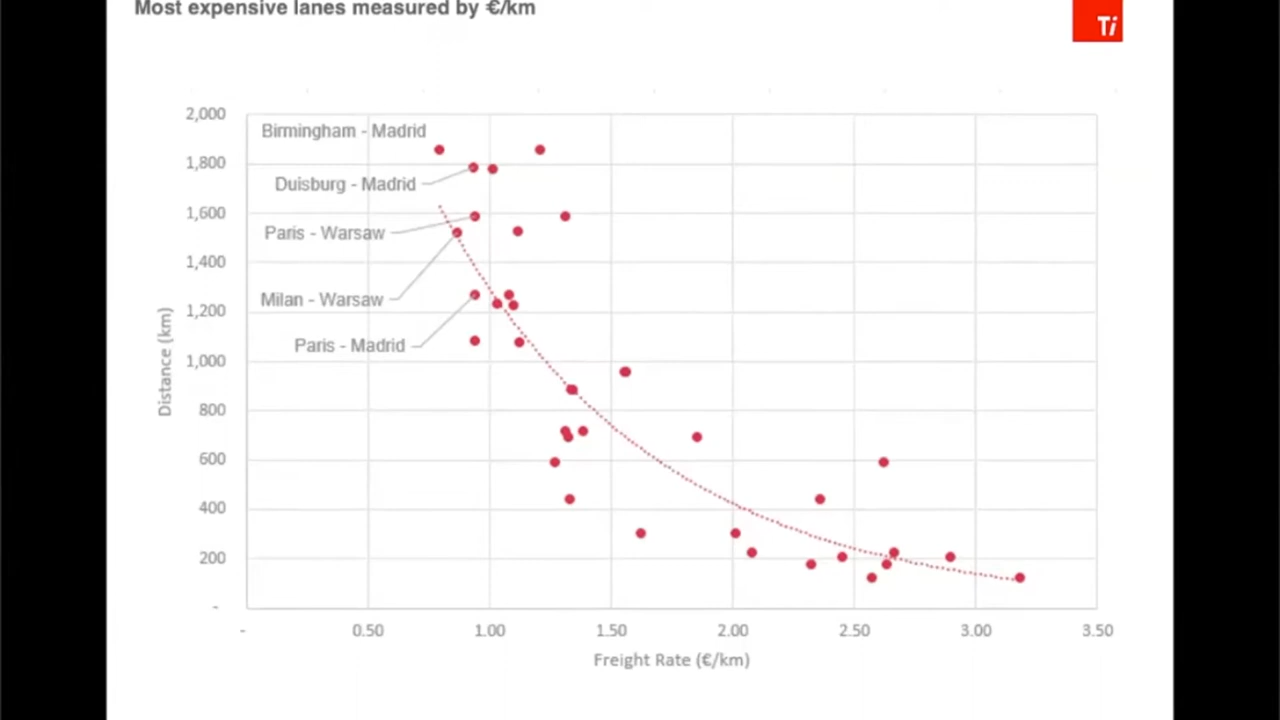 Most expensive lanes measured by €/km
Ti
2,000
Birmingham - Madrid
1,800
Duisburg - Madrid
1,600
Paris - Warsaw
1,400
Milan - Warsaw
1,200
Paris - Madrid
1,000
800
600
400
200
-
Distance (km)
- 0.50 1.00 1.50 2.00 2.50 3.00 3.50
Freight Rate (€/km)